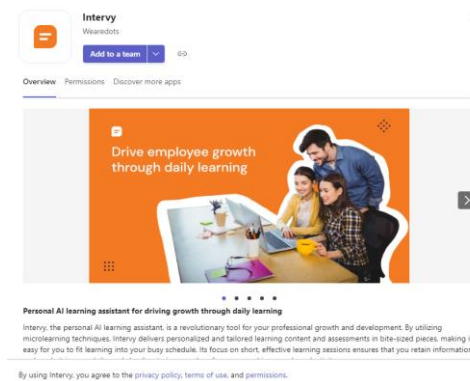 Intervy
Wearedots
Add to a team
Overview Permissions Discover more apps
Drive employee growth
through daily learning
Personal AI learning assistant for driving growth through daily learning
Intervy, the personal AI learning assistant, is a revolutionary tool for your professional growth and development. By utilizing
microlearning techniques, Intervy delivers personalized and tailored learning content and assessments in bite-sized pieces, making i
easy for you to fit learning into your busy schedule. Its focus on short, effective learning sessions ensures that you retain information
By using Intervy, you agree to the privacy policy, terms of use, and permissions.